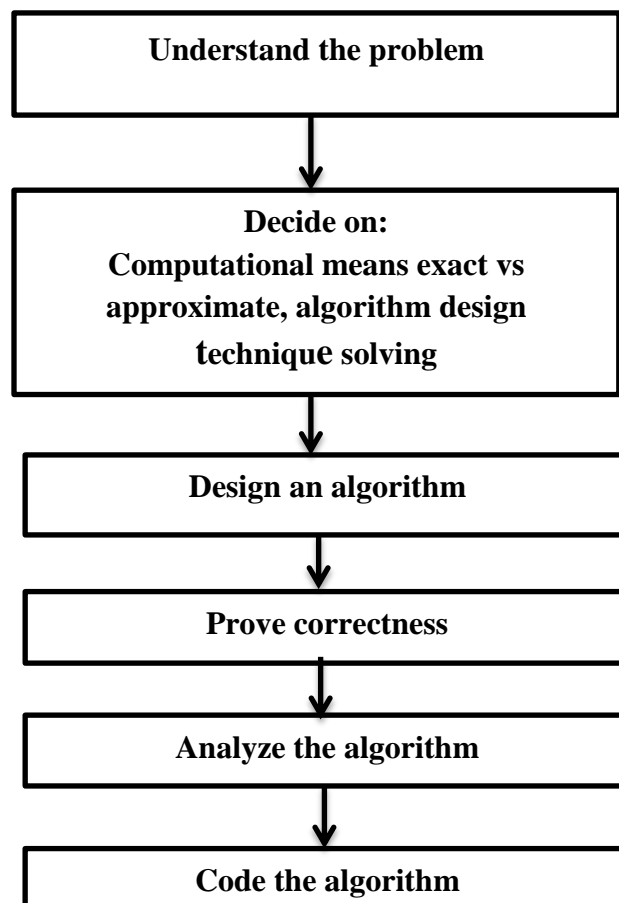 Understand the problem
Decide on:
Computational means exact vs
approximate, algorithm design
technique solving
Design an algorithm
Prove correctness
Analyze the algorithm
Code the algorithm